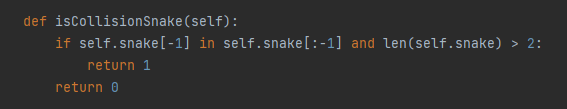 def isCollisionSnake(self):
    if self.snake[-1] in self.snake[:-1] and len(self.snake) > 2:
        return 1
    return 0